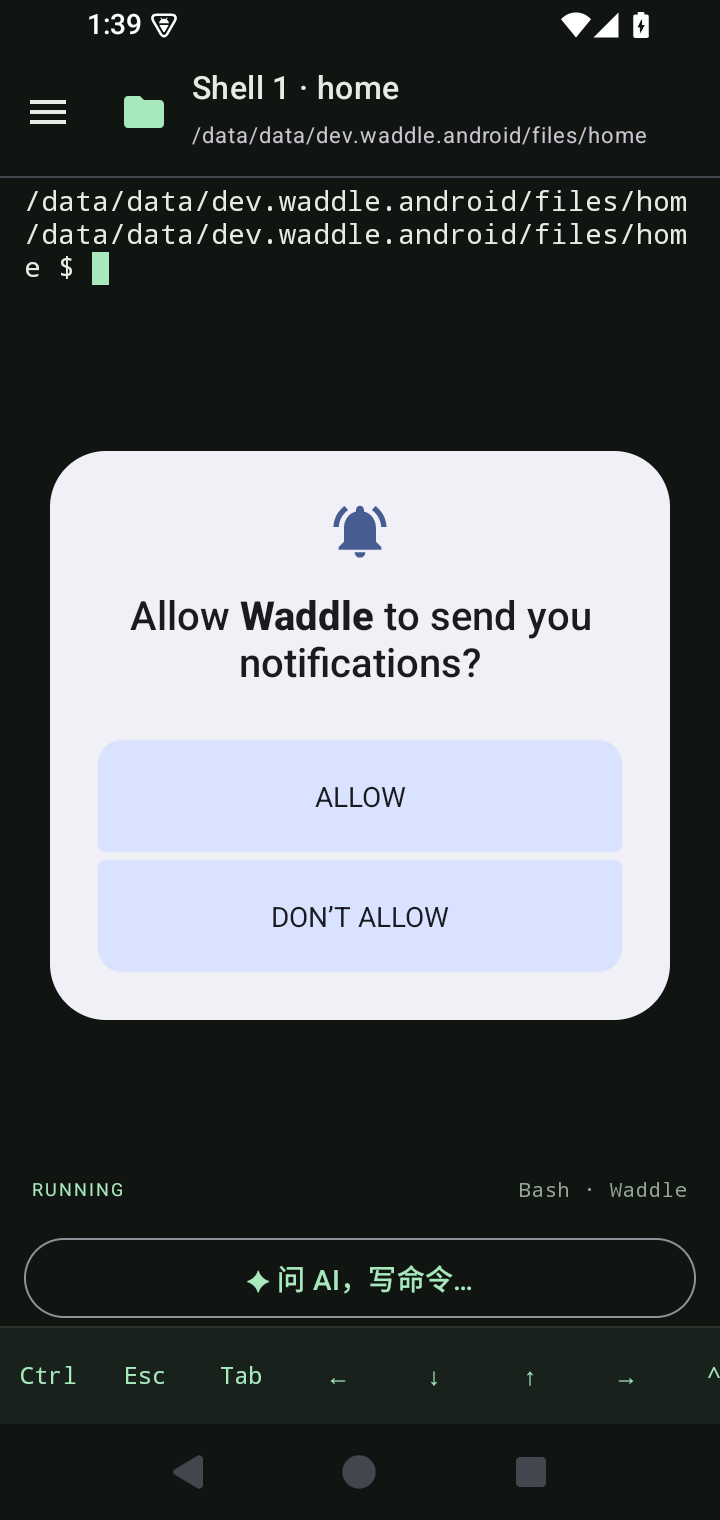 1:39
Shell 1 · home
/data/data/dev.waddle.android/files/home
/data/data/dev.waddle.android/files/hom
/data/data/dev.waddle.android/files/hom
e $
Allow Waddle to send you
notifications?
ALLOW
DON’T ALLOW
RUNNING
Bash · Waddle
✦ 问 AI，写命令…
Ctrl Esc Tab ← ↓ ↑ → ^